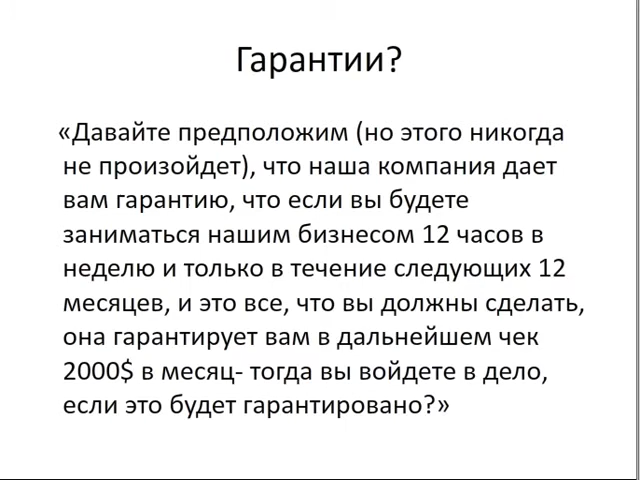 Гарантии?
«Давайте предположим (но этого никогда
не произойдет), что наша компания дает
вам гарантию, что если вы будете
заниматься нашим бизнесом 12 часов в
неделю и только в течение следующих 12
месяцев, и это все, что вы должны сделать,
она гарантирует вам в дальнейшем чек
2000$ в месяц- тогда вы войдете в дело,
если это будет гарантировано?»